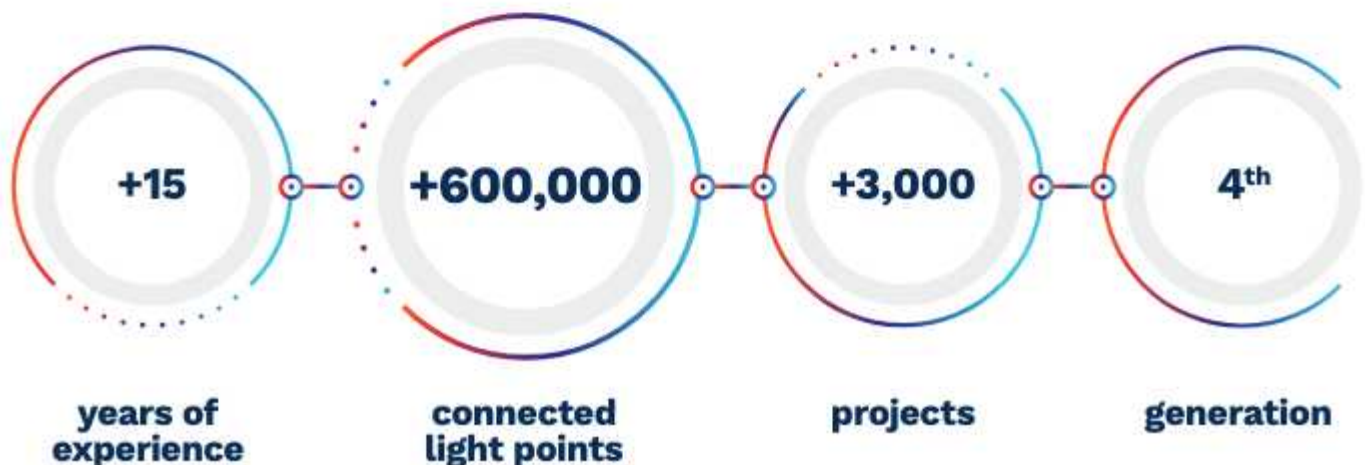 +15
+600,000
+3,000
4th
years of
experience
connected
light points
projects
generation